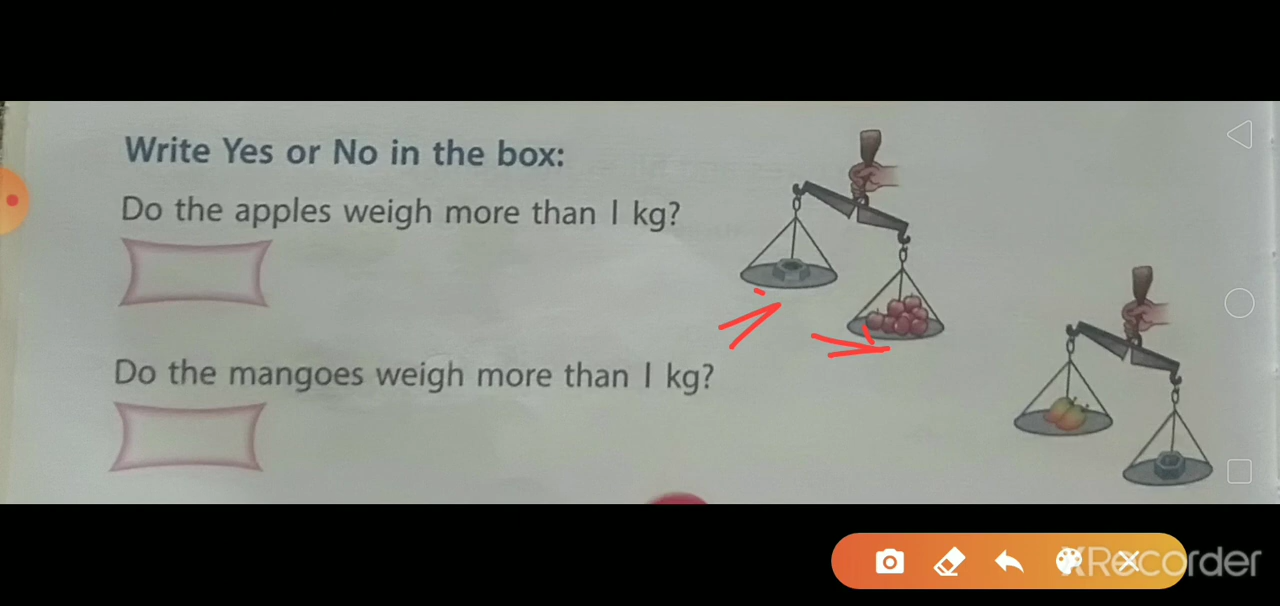 Write Yes or No in the box:
Do the apples weigh more than 1 kg?
Do the mangoes weigh more than 1 kg?
XRecorder